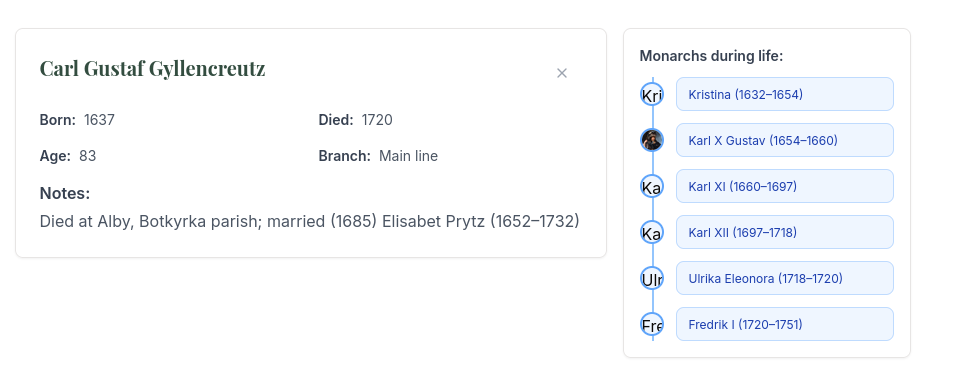 Carl Gustaf Gyllencreutz
×
Born: 1637
Died: 1720
Age: 83
Branch: Main line
Notes:
Died at Alby, Botkyrka parish; married (1685) Elisabet Prytz (1652–1732)
Monarchs during life:
Kri
Kristina (1632–1654)
Karl X Gustav (1654–1660)
Ka
Karl XI (1660–1697)
Ka
Karl XII (1697–1718)
Ulr
Ulrika Eleonora (1718–1720)
Fre
Fredrik I (1720–1751)